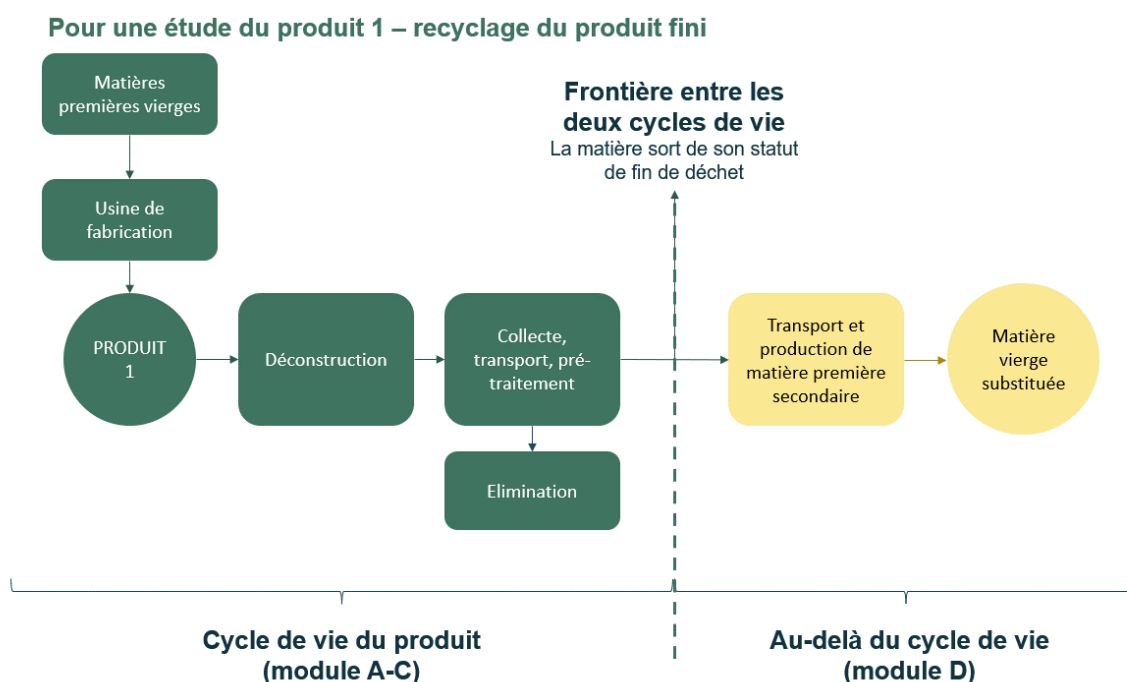 Pour une étude du produit 1 – recyclage du produit fini
Matières
premières vierges
Frontière entre les
deux cycles de vie
La matière sort de son statut
de fin de déchet
Usine de
fabrication
PRODUIT
1
Déconstruction
Collecte,
transport, pré-
traitement
Transport et
production de
matière première
secondaire
Matière
vierge
substituée
Elimination
Cycle de vie du produit
(module A-C)
Au-delà du cycle de vie
(module D)